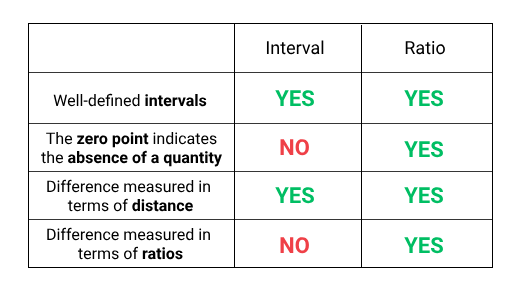 Interval Ratio
Well-defined intervals YES YES
The zero point indicates
the absence of a quantity NO YES
Difference measured in
terms of distance YES YES
Difference measured in
terms of ratios NO YES